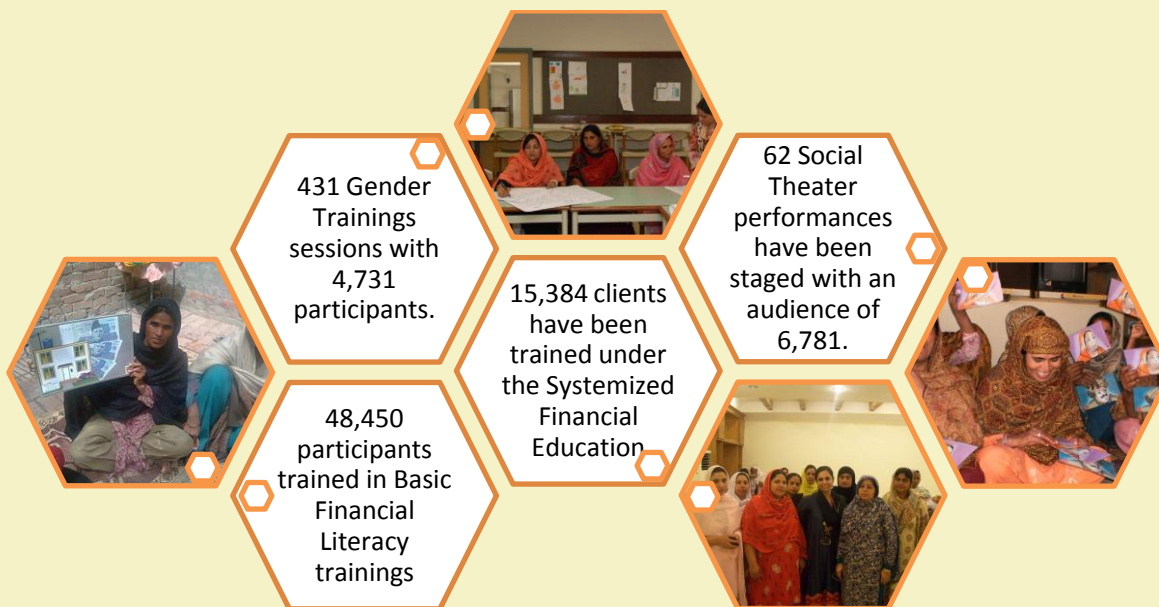 431 Gender
Trainings
sessions with
4,731
participants.
62 Social
Theater
performances
have been
staged with an
audience of
6,781.
15,384 clients
have been
trained under
the Systemized
Financial
Education
48,450
participants
trained in Basic
Financial
Literacy
trainings